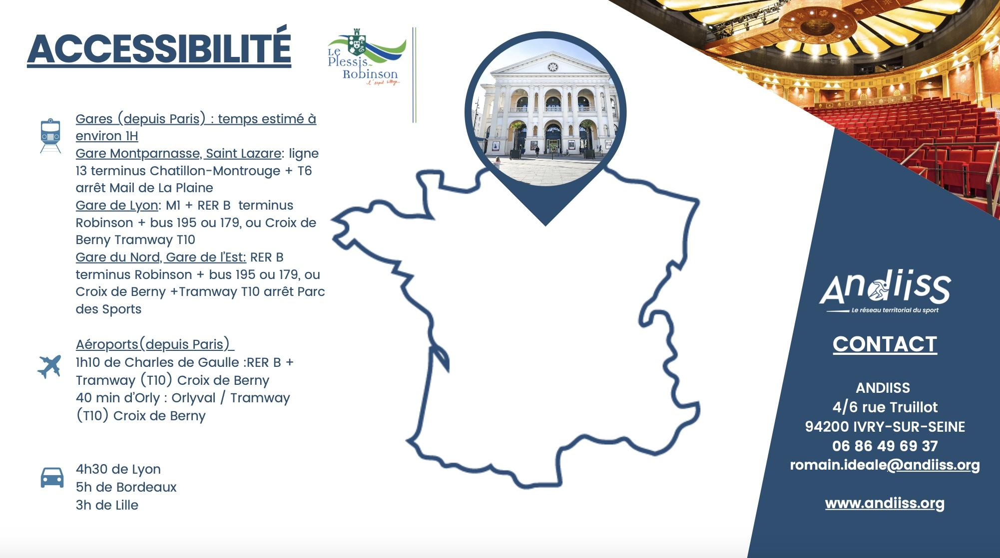 ACCESSIBILITÉ
Le
Plessis
Robinson
l'esprit village...
Gares (depuis Paris) : temps estimé à
environ 1H
Gare Montparnasse, Saint Lazare: ligne
13 terminus Chatillon-Montrouge + T6
arrêt Mail de La Plaine
Gare de Lyon: M1 + RER B  terminus
Robinson + bus 195 ou 179, ou Croix de
Berny Tramway T10
Gare du Nord, Gare de l'Est: RER B
terminus Robinson + bus 195 ou 179, ou
Croix de Berny +Tramway T10 arrêt Parc
des Sports
Aéroports(depuis Paris)
1h10 de Charles de Gaulle :RER B +
Tramway (T10) Croix de Berny
40 min d'Orly : Orlyval / Tramway
(T10) Croix de Berny
4h30 de Lyon
5h de Bordeaux
3h de Lille
AndiisS
Le réseau territorial du sport
CONTACT
ANDIISS
4/6 rue Truillot
94200 IVRY-SUR-SEINE
06 86 49 69 37
romain.ideale@andiiss.org
www.andiiss.org